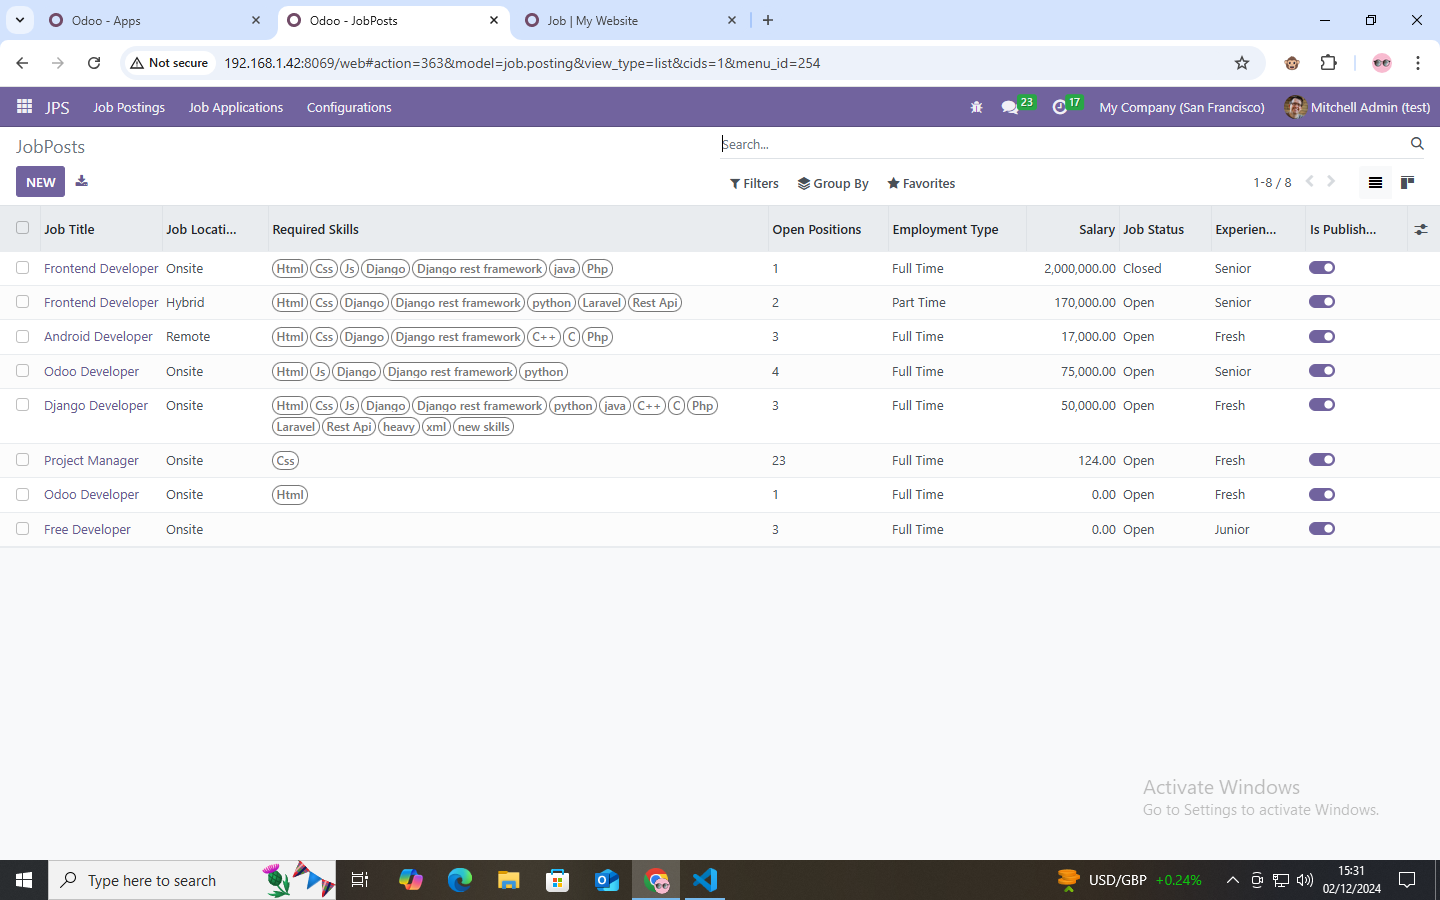 Odoo - Apps
Odoo - JobPosts
Job | My Website
Not secure
192.168.1.42:8069/web#action=363&model=job.posting&view_type=list&cids=1&menu_id=254
JPS Job Postings Job Applications Configurations 23 17 My Company (San Francisco) Mitchell Admin (test)
JobPosts
Search...
NEW Filters Group By Favorites 1-8 / 8
Job Title Job Locati... Required Skills Open Positions Employment Type Salary Job Status Experien... Is Publish...
Frontend Developer Onsite Html Css Js Django Django rest framework java Php 1 Full Time 2,000,000.00 Closed Senior
Frontend Developer Hybrid Html Css Django Django rest framework python Laravel Rest Api 2 Part Time 170,000.00 Open Senior
Android Developer Remote Html Css Django Django rest framework C++ C Php 3 Full Time 17,000.00 Open Fresh
Odoo Developer Onsite Html Js Django Django rest framework python 4 Full Time 75,000.00 Open Senior
Django Developer Onsite Html Css Js Django Django rest framework python java C++ C Php 3 Full Time 50,000.00 Open Fresh
Laravel Rest Api heavy xml new skills
Project Manager Onsite Css 23 Full Time 124.00 Open Fresh
Odoo Developer Onsite Html 1 Full Time 0.00 Open Fresh
Free Developer Onsite 3 Full Time 0.00 Open Junior
Activate Windows
Go to Settings to activate Windows.
Type here to search
USD/GBP +0.24%
15:31
02/12/2024